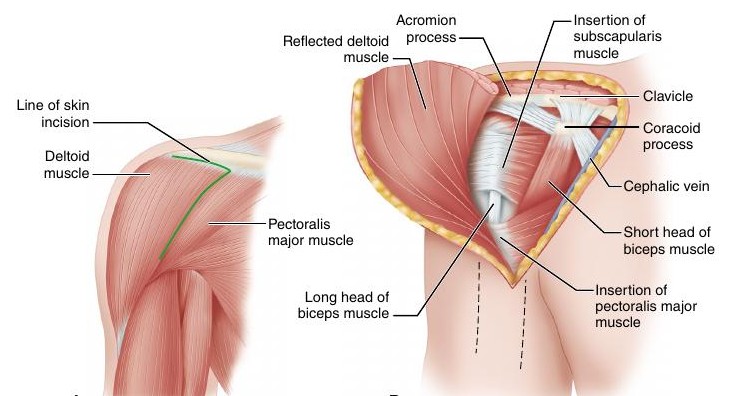 Line of skin
incision
Deltoid
muscle
Pectoralis
major muscle
Acromion
process
Reflected deltoid
muscle
Insertion of
subscapularis
muscle
Clavicle
Coracoid
process
Cephalic vein
Short head of
biceps muscle
Insertion of
pectoralis major
muscle
Long head of
biceps muscle